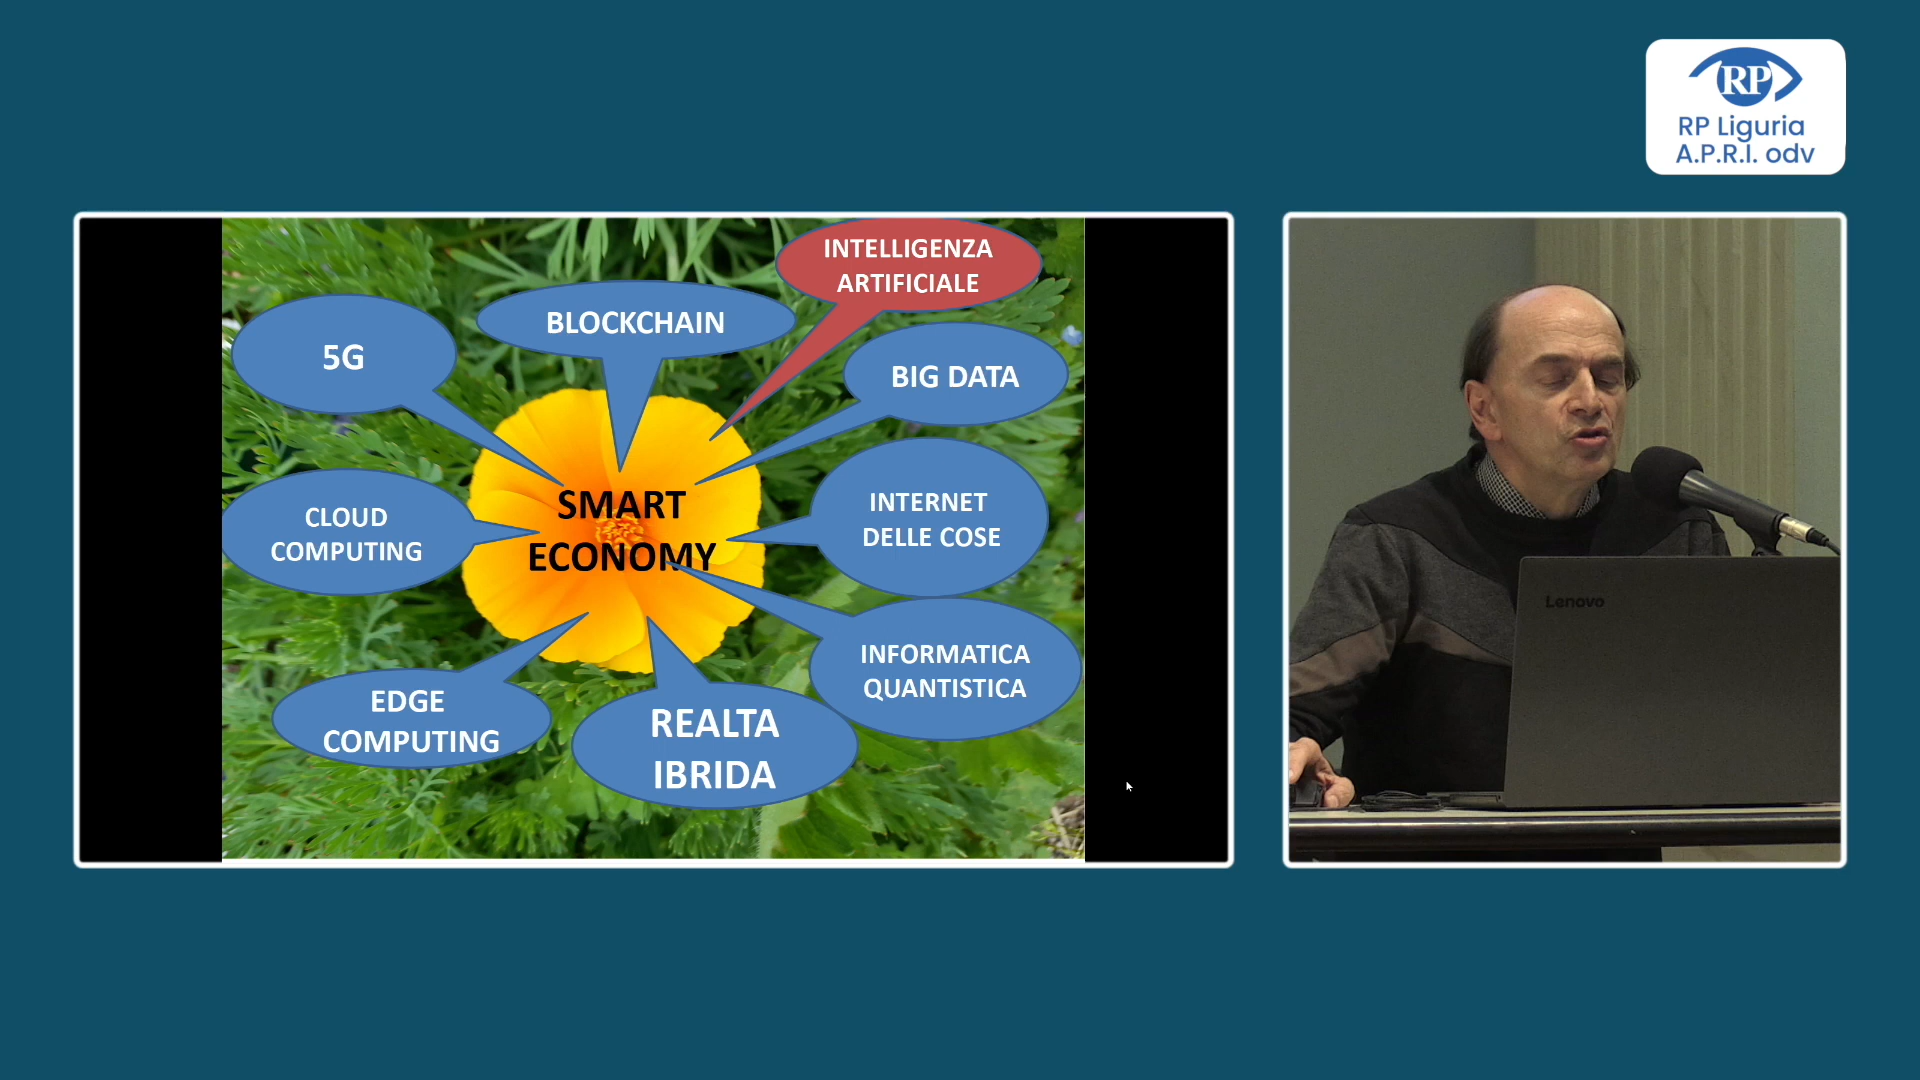 RP
RP Liguria
A.P.R.I. odv
INTELLIGENZA
ARTIFICIALE
BLOCKCHAIN
5G
BIG DATA
SMART
ECONOMY
CLOUD
COMPUTING
INTERNET
DELLE COSE
INFORMATICA
QUANTISTICA
EDGE
COMPUTING
REALTA
IBRIDA
Lenovo